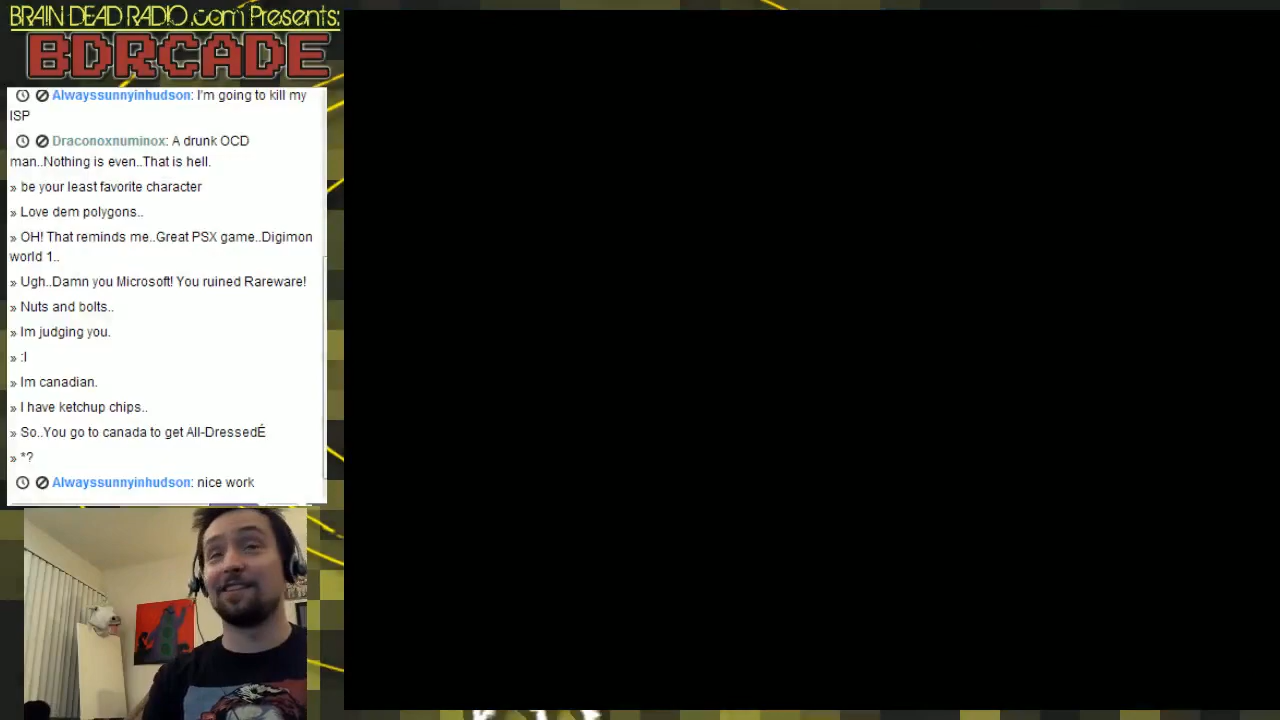 BRAIN DEAD RADIO.com Presents:
BDRCADE
Alwayssunnyinhudson: I'm going to kill my
ISP
Draconoxnuminox: A drunk OCD
man..Nothing is even..That is hell.
» be your least favorite character
» Love dem polygons..
» OH! That reminds me..Great PSX game..Digimon
world 1..
» Ugh..Damn you Microsoft! You ruined Rareware!
» Nuts and bolts..
» Im judging you.
» :I
» Im canadian.
» I have ketchup chips..
» So..You go to canada to get All-DressedÉ
» *?
Alwayssunnyinhudson: nice work